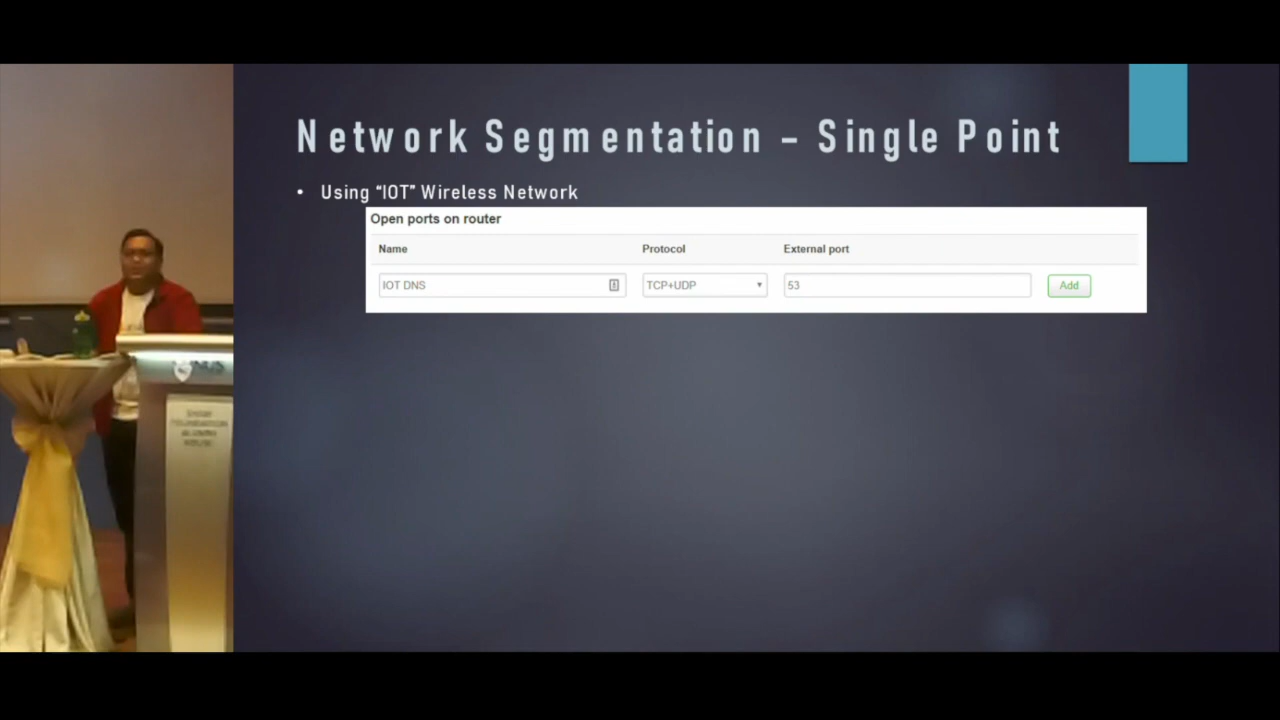 Network Segmentation – Single Point
• Using “IOT” Wireless Network
Open ports on router
Name Protocol External port
IOT DNS TCP+UDP 53 Add
NUS